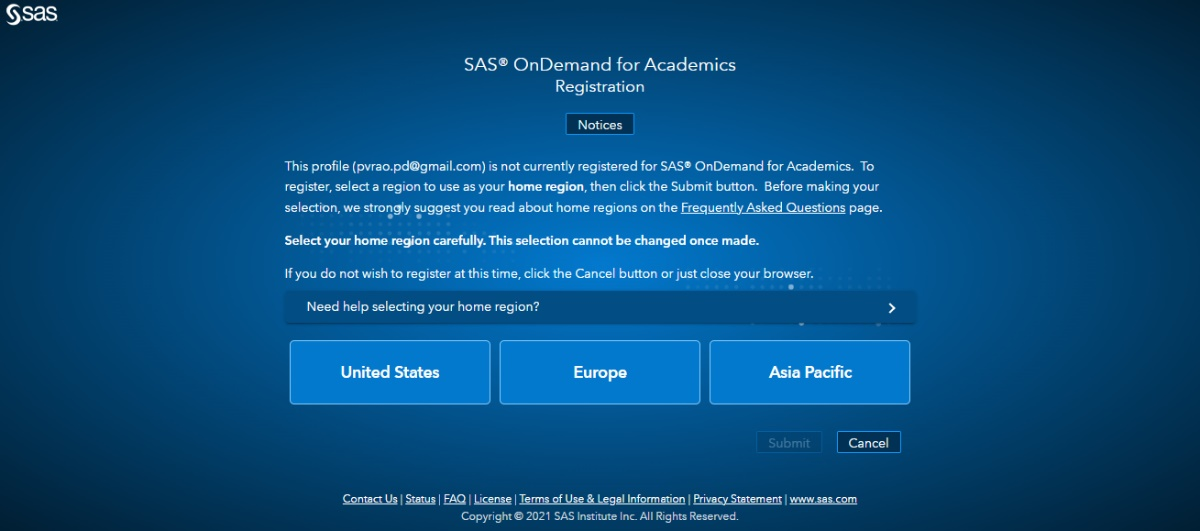 sas
SAS® OnDemand for Academics
Registration
Notices
This profile (pvrao.pd@gmail.com) is not currently registered for SAS® OnDemand for Academics.  To
register, select a region to use as your home region, then click the Submit button.  Before making your
selection, we strongly suggest you read about home regions on the Frequently Asked Questions page.
Select your home region carefully. This selection cannot be changed once made.
If you do not wish to register at this time, click the Cancel button or just close your browser.
Need help selecting your home region?
United States Europe Asia Pacific
Submit Cancel
Contact Us | Status | FAQ | License | Terms of Use & Legal Information | Privacy Statement | www.sas.com
Copyright © 2021 SAS Institute Inc. All Rights Reserved.